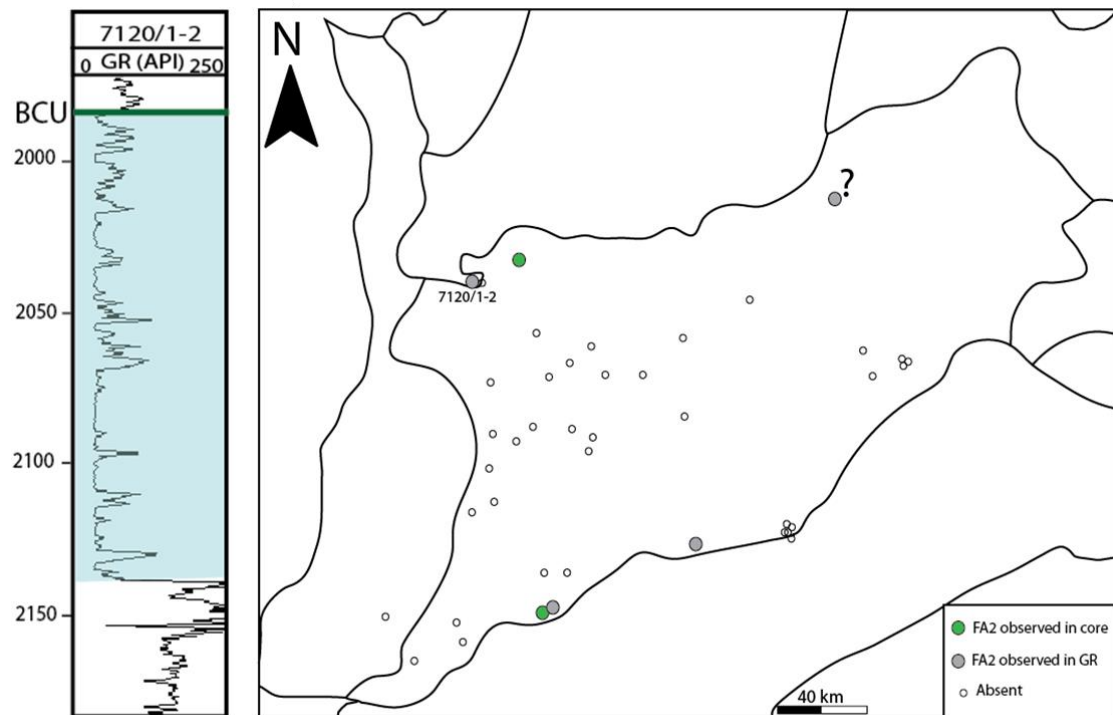 7120/1-2
0 GR (API) 250
BCU
2000
2050
2100
2150
N
?
7120/1-2
FA2 observed in core
FA2 observed in GR
Absent
40 km